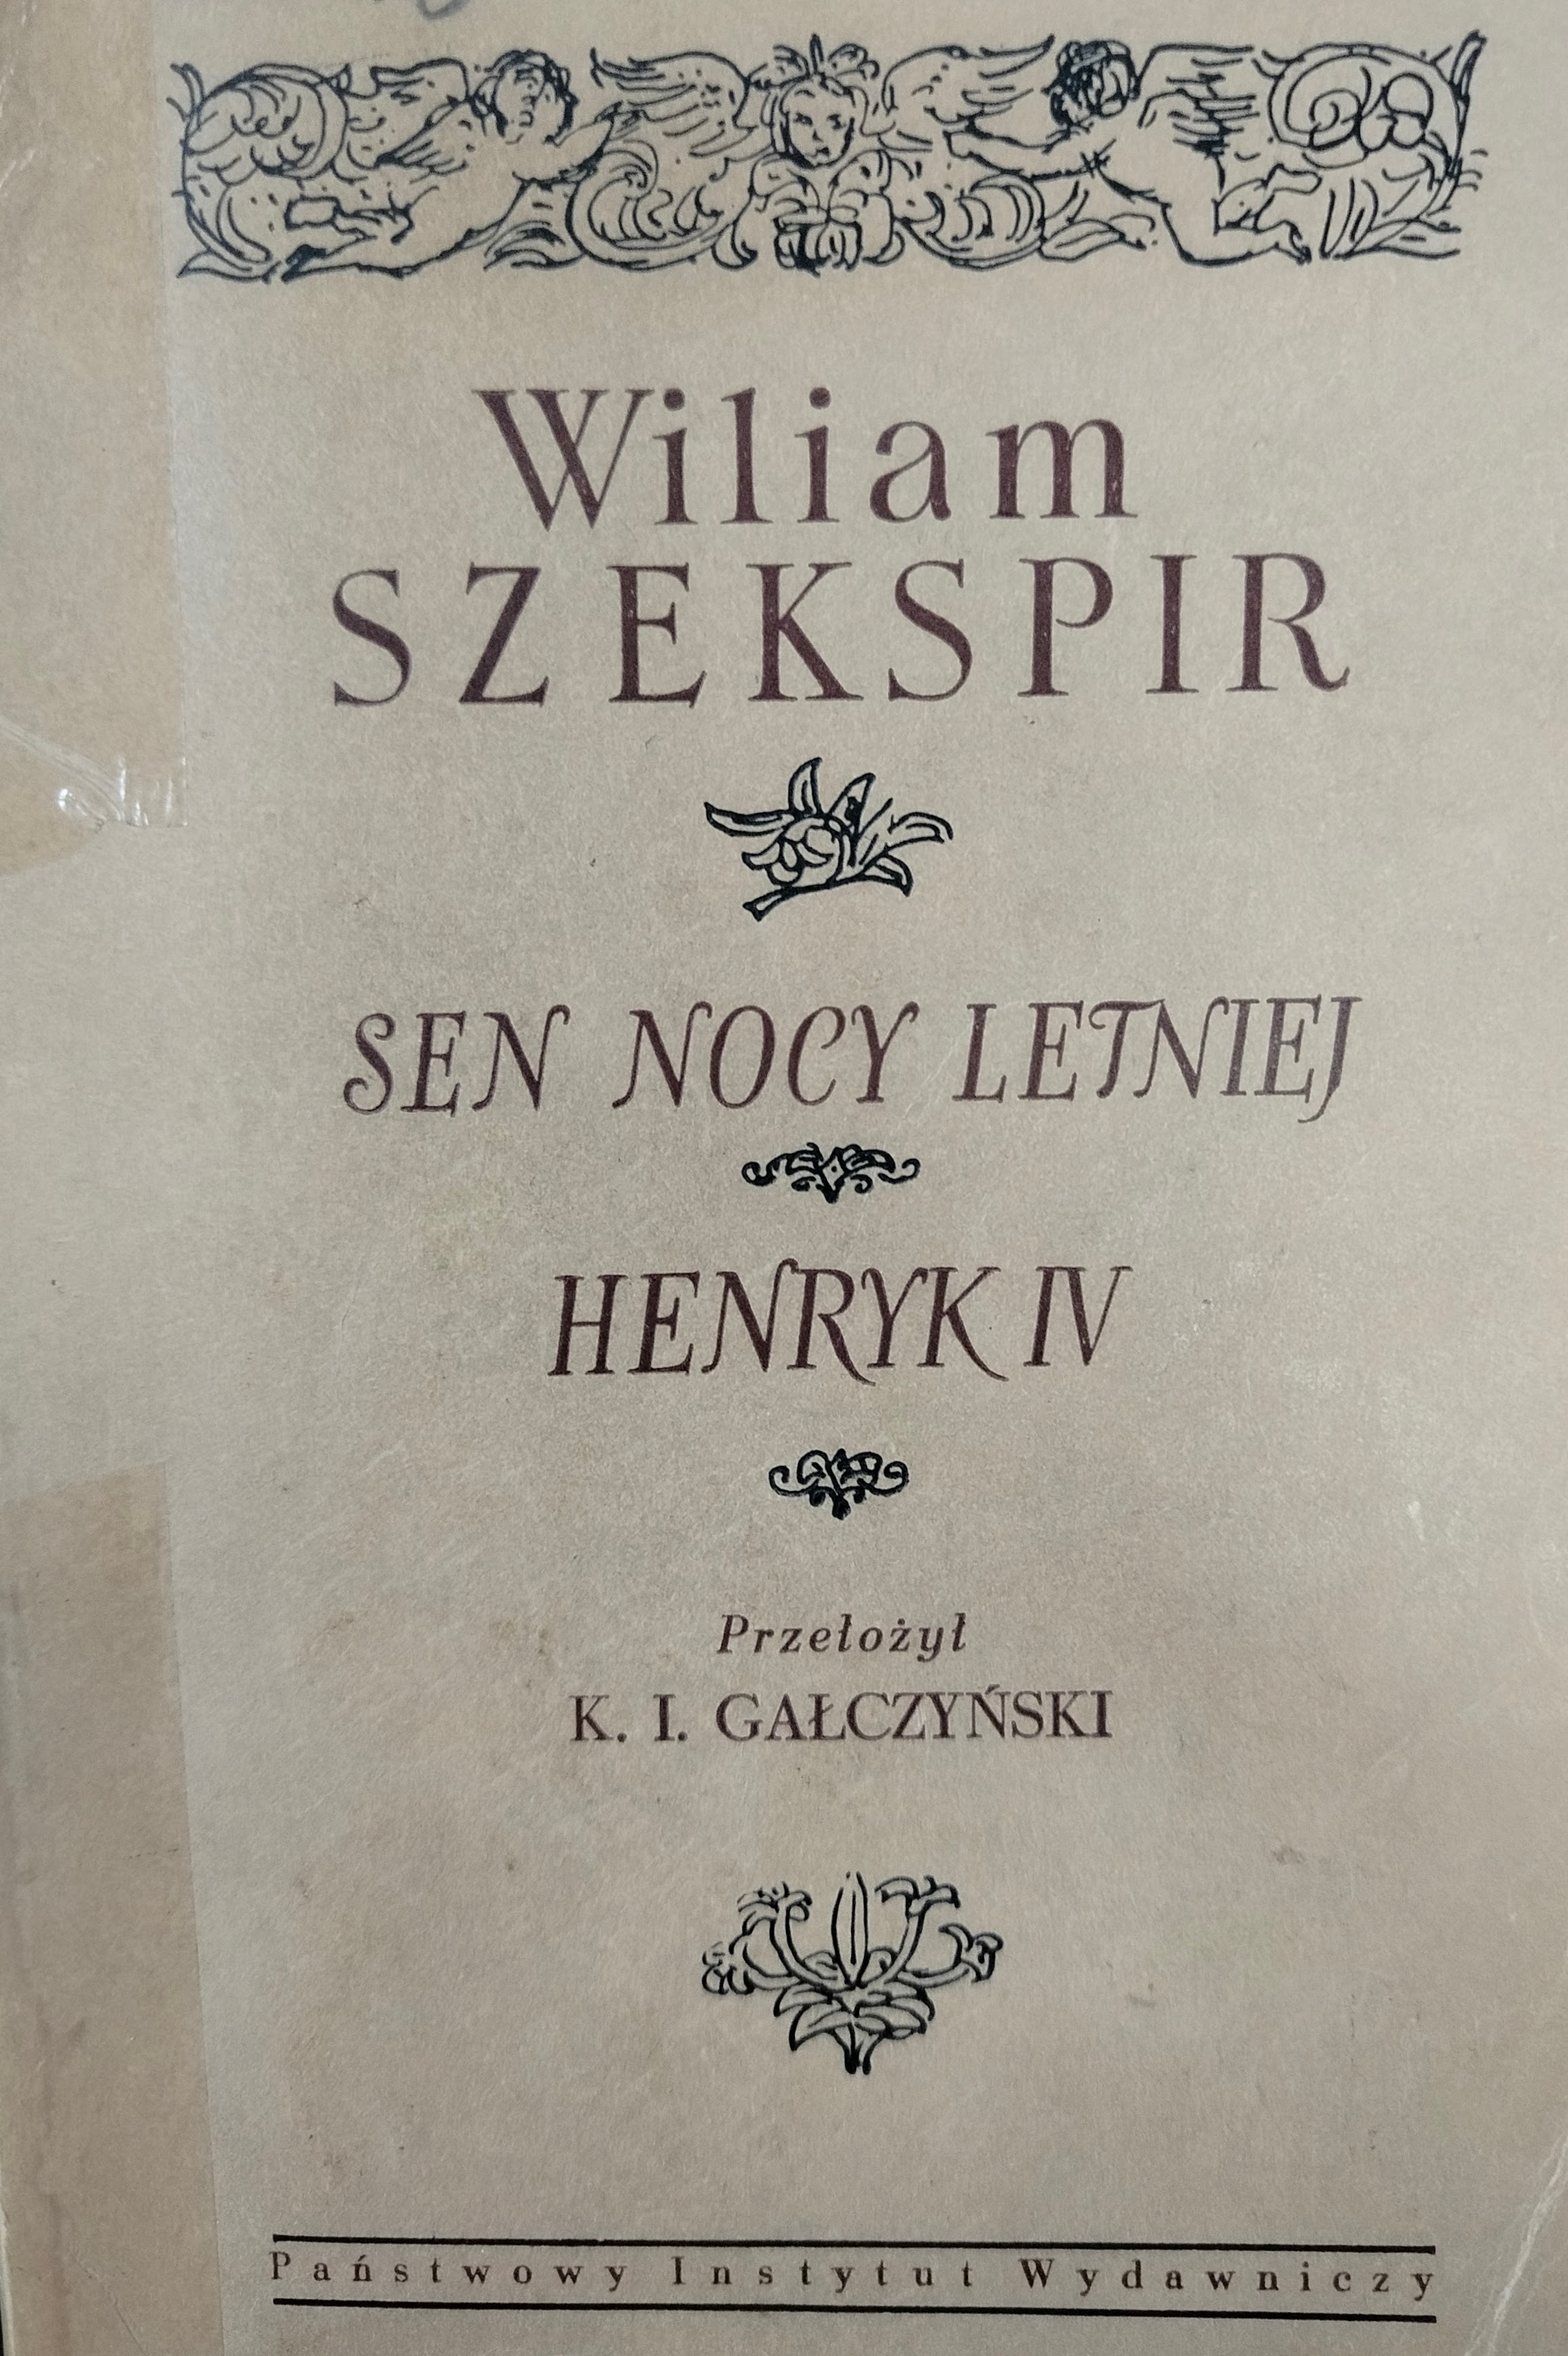 Wiliam
SZEKSPIR
SEN NOCY LETNIEJ
HENRYK IV
Przełożył
K. I. GAŁCZYŃSKI
Państwowy Instytut Wydawniczy